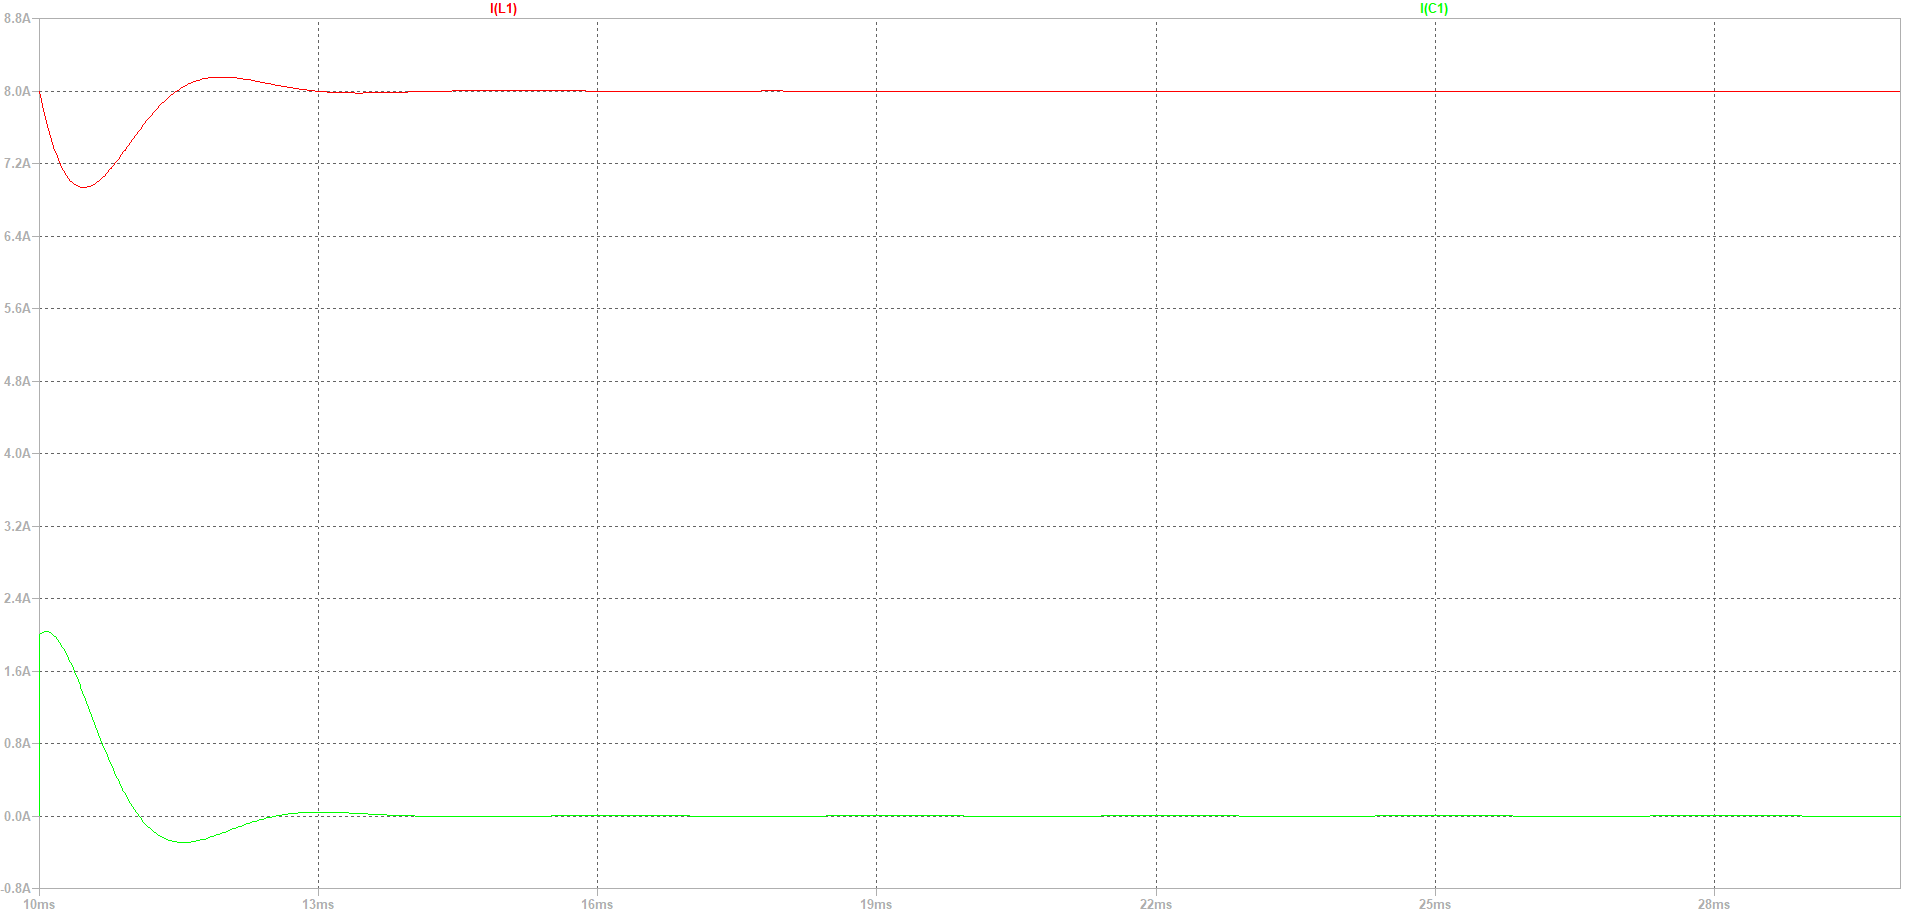 I(L1) I(C1)
8.8A
8.0A
7.2A
6.4A
5.6A
4.8A
4.0A
3.2A
2.4A
1.6A
0.8A
0.0A
-0.8A
10ms 13ms 16ms 19ms 22ms 25ms 28ms